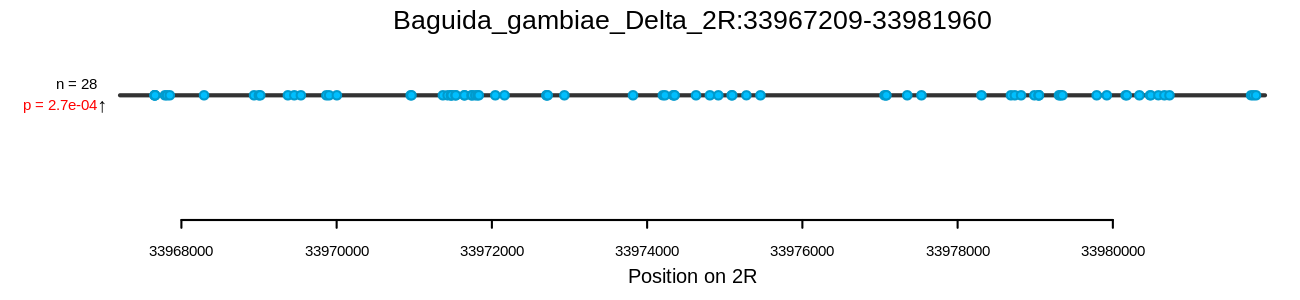 Baguida_gambiae_Delta_2R:33967209-33981960
n = 28
p = 2.7e-04↑
33968000 33970000 33972000 33974000 33976000 33978000 33980000
Position on 2R